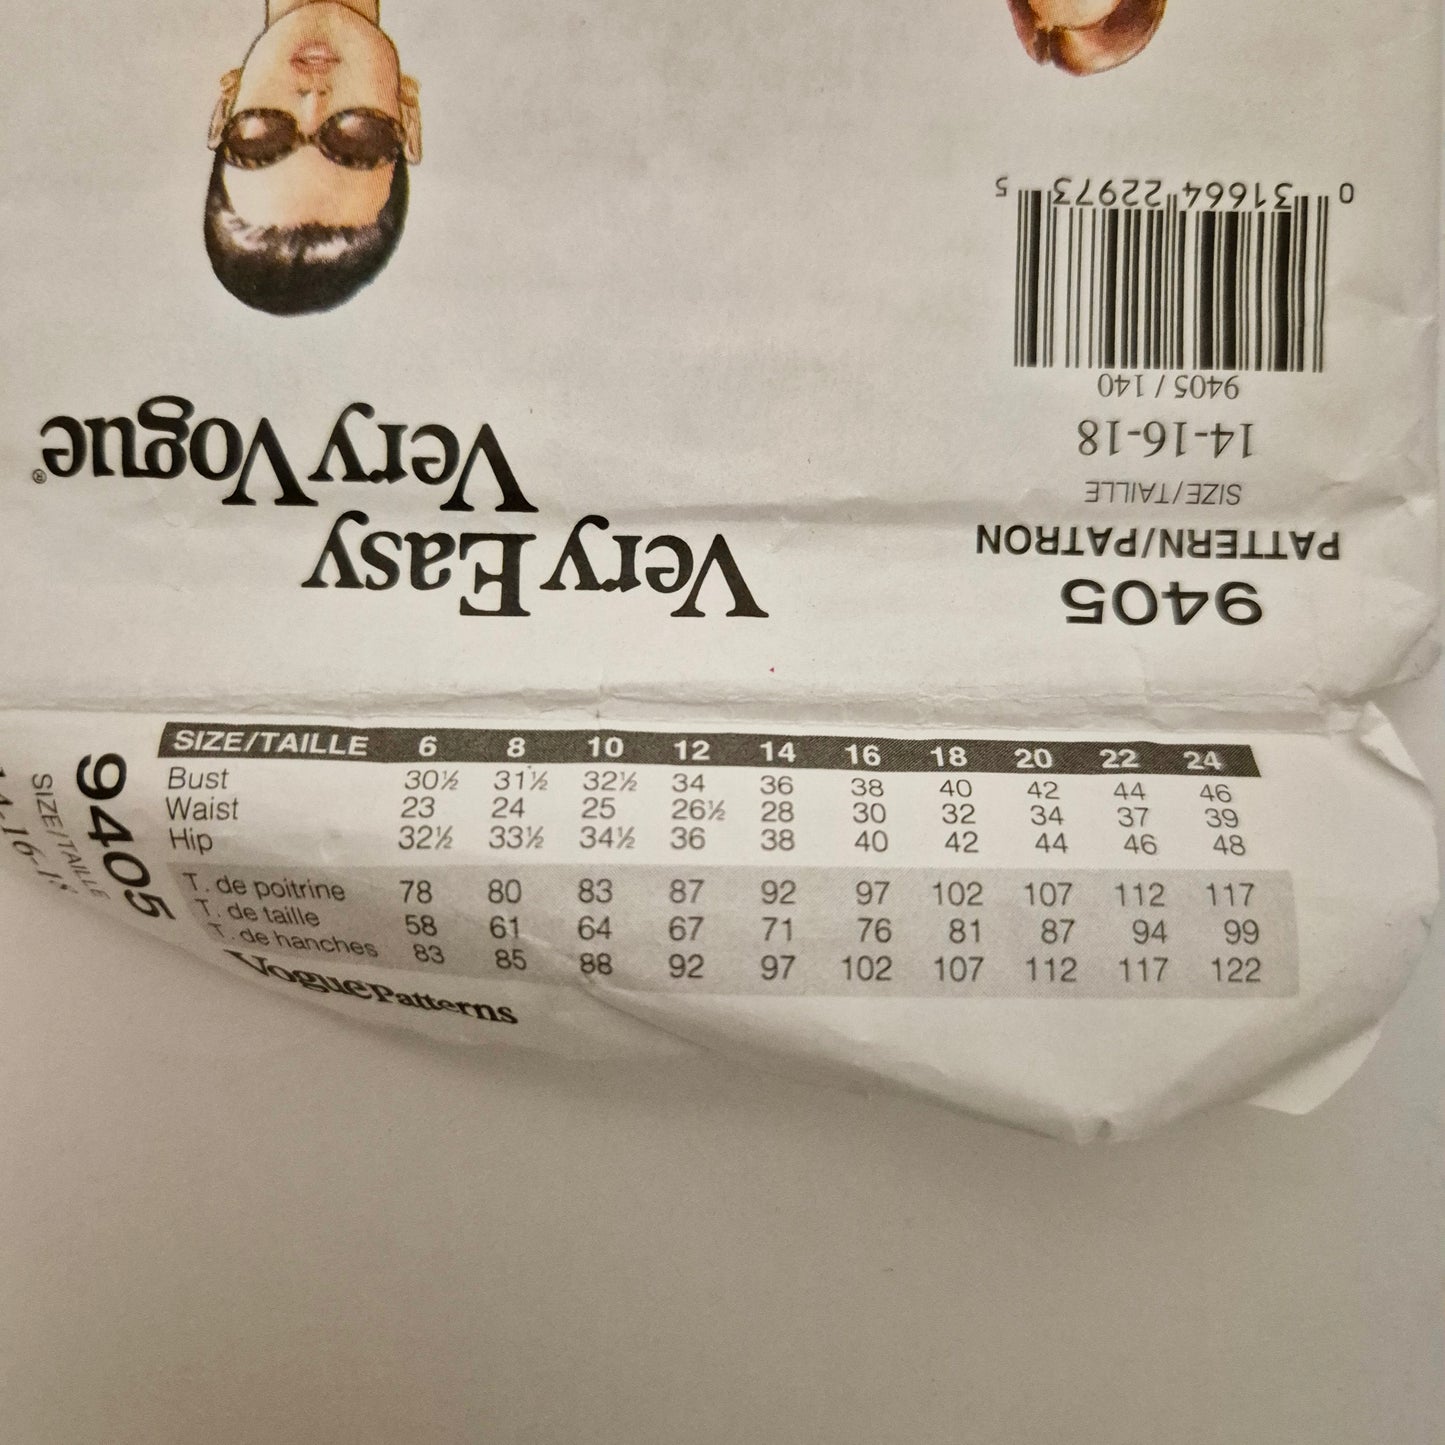 0 31664 22973 5
9405 / 140
14-16-18
SIZE/TAILLE
PATTERN/PATRON
9405
Very Easy
Very Vogue®
SIZE/TAILLE 6 8 10 12 14 16 18 20 22 24
Bust 30½ 31½ 32½ 34 36 38 40 42 44 46
Waist 23 24 25 26½ 28 30 32 34 37 39
Hip 32½ 33½ 34½ 36 38 40 42 44 46 48
T. de poitrine 78 80 83 87 92 97 102 107 112 117
T. de taille 58 61 64 67 71 76 81 87 94 99
T. de hanches 83 85 88 92 97 102 107 112 117 122
Vogue Patterns
9405
SIZE/TAILLE
14-16-18